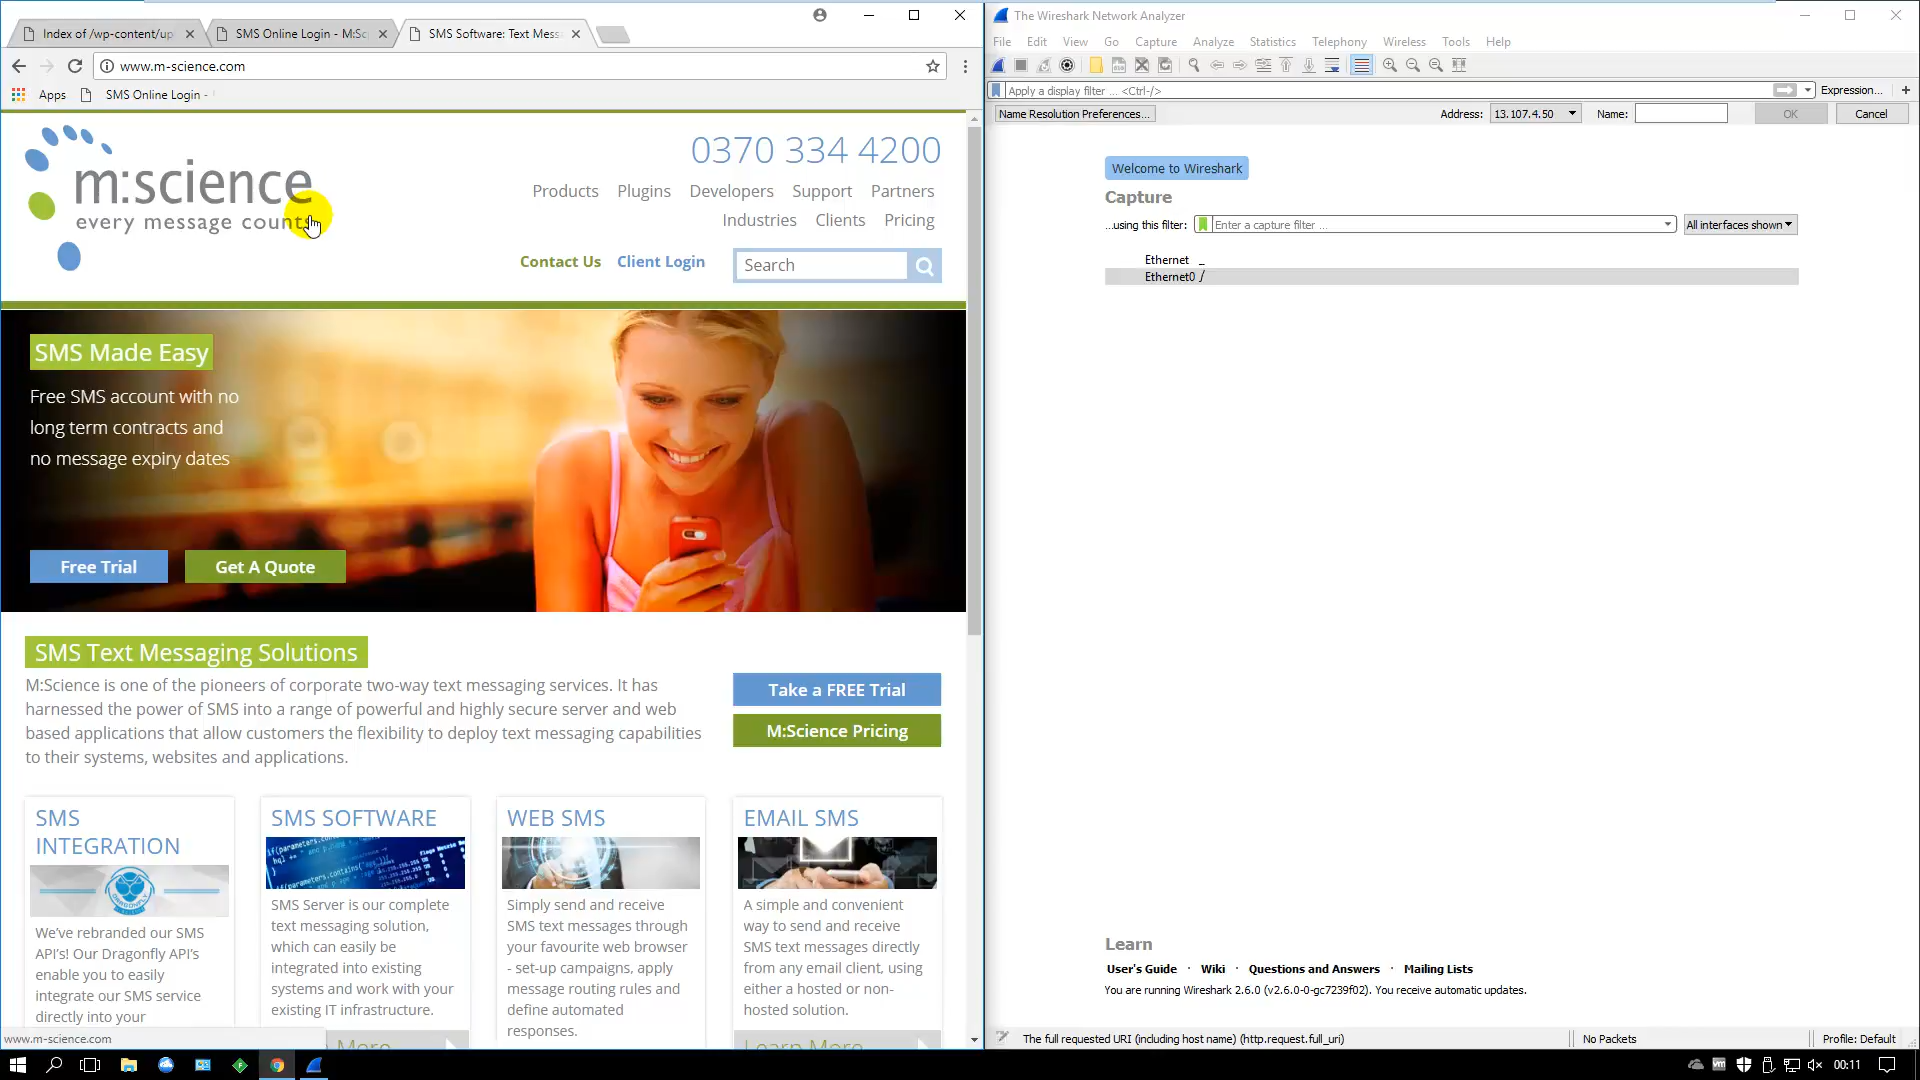 Index of /wp-content/up
SMS Online Login - M:Sc
SMS Software: Text Mess
www.m-science.com
Apps
SMS Online Login -
m:science
every message counts
0370 334 4200
Products Plugins Developers Support Partners
Industries Clients Pricing
Contact Us Client Login
Search
SMS Made Easy
Free SMS account with no
long term contracts and
no message expiry dates
Free Trial
Get A Quote
SMS Text Messaging Solutions
M:Science is one of the pioneers of corporate two-way text messaging services. It has
harnessed the power of SMS into a range of powerful and highly secure server and web
based applications that allow customers the flexibility to deploy text messaging capabilities
to their systems, websites and applications.
Take a FREE Trial
M:Science Pricing
SMS
INTEGRATION
We've rebranded our SMS
API's! Our Dragonfly API's
enable you to easily
integrate our SMS service
directly into your
SMS SOFTWARE
SMS Server is our complete
text messaging solution,
which can easily be
integrated into existing
systems and work with your
existing IT infrastructure.
WEB SMS
Simply send and receive
SMS text messages through
your favourite web browser
- set-up campaigns, apply
message routing rules and
define automated
responses.
EMAIL SMS
A simple and convenient
way to send and receive
SMS text messages directly
from any email client, using
either a hosted or non-
hosted solution.
Learn More
www.m-science.com
The Wireshark Network Analyzer
File Edit View Go Capture Analyze Statistics Telephony Wireless Tools Help
Apply a display filter ... <Ctrl-/>
Expression... +
Name Resolution Preferences...
Address: 13.107.4.50 Name: OK Cancel
Welcome to Wireshark
Capture
...using this filter: Enter a capture filter ... All interfaces shown
Ethernet
Ethernet0
Learn
User's Guide · Wiki · Questions and Answers · Mailing Lists
You are running Wireshark 2.6.0 (v2.6.0-0-gc7239f02). You receive automatic updates.
The full requested URI (including host name) (http.request.full_uri)
No Packets
Profile: Default
00:11